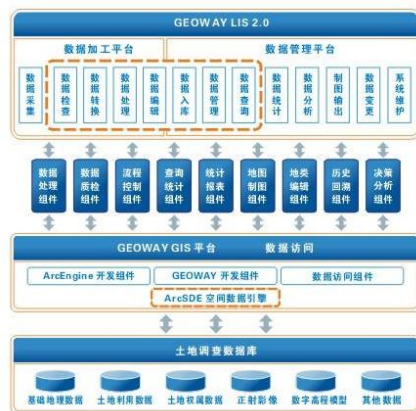 GEOWAY LIS 2.0
数据加工平台
数据管理平台
数据采集
数据检查
数据转换
数据处理
数据编辑
数据入库
数据管理
数据查询
数据统计
数据分析
制图输出
数据变更
系统维护
数据处理组件
数据质检组件
流程控制组件
查询统计组件
统计报表组件
地图制图组件
地类编辑组件
历史回溯组件
决策分析组件
GEOWAY GIS 平台 数据访问
ArcEngine 开发组件
GEOWAY 开发组件
数据访问组件
ArcSDE 空间数据引擎
土地调查数据库
基础地理数据
土地利用数据
土地权属数据
正射影像
数字高程模型
其他数据